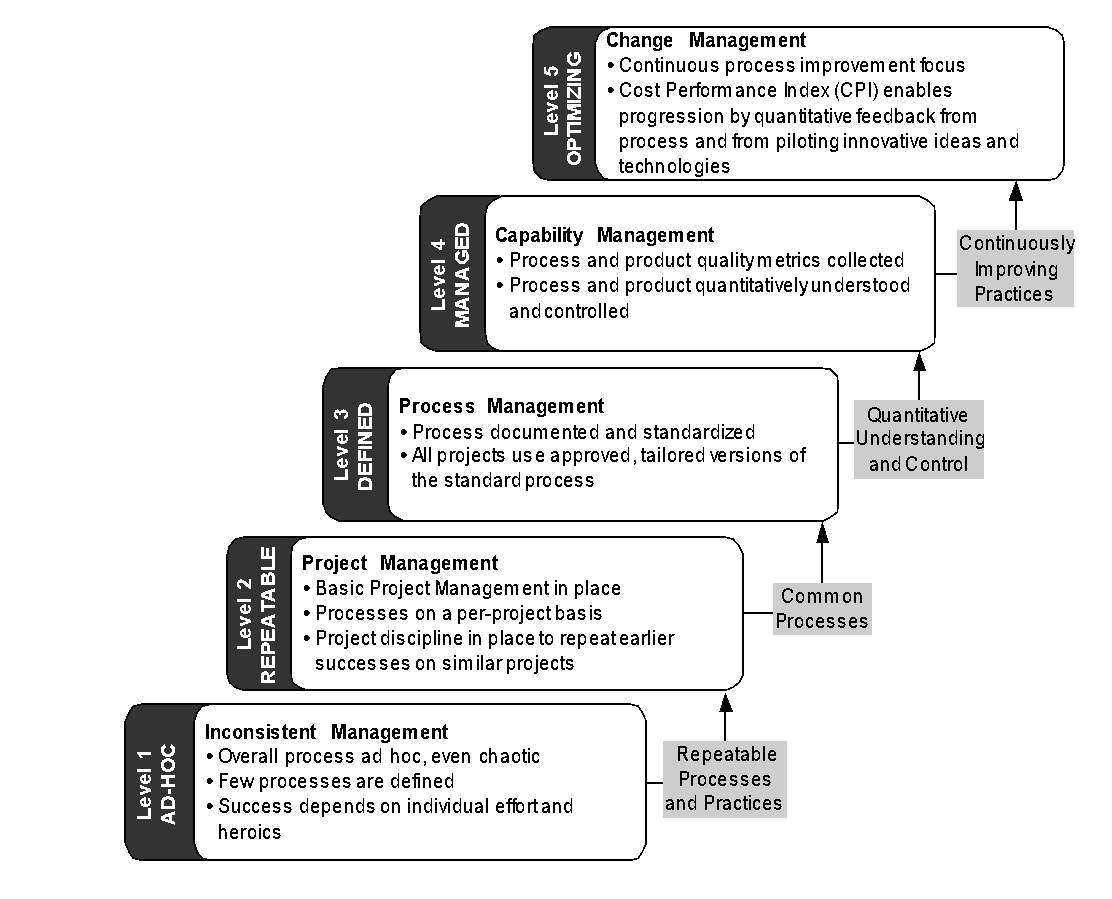 Level 5
OPTIMIZING
Change Management
• Continuous process improvement focus
• Cost Performance Index (CPI) enables
progression by quantitative feedback from
process and from piloting innovative ideas and
technologies
Level 4
MANAGED
Capability Management
• Process and product quality metrics collected
• Process and product quantitatively understood
and controlled
Continuously
Improving
Practices
Level 3
DEFINED
Process Management
• Process documented and standardized
• All projects use approved, tailored versions of
the standard process
Quantitative
Understanding
and Control
Level 2
REPEATABLE
Project Management
• Basic Project Management in place
• Processes on a per-project basis
• Project discipline in place to repeat earlier
successes on similar projects
Common
Processes
Level 1
AD-HOC
Inconsistent Management
• Overall process ad hoc, even chaotic
• Few processes are defined
• Success depends on individual effort and
heroics
Repeatable
Processes
and Practices